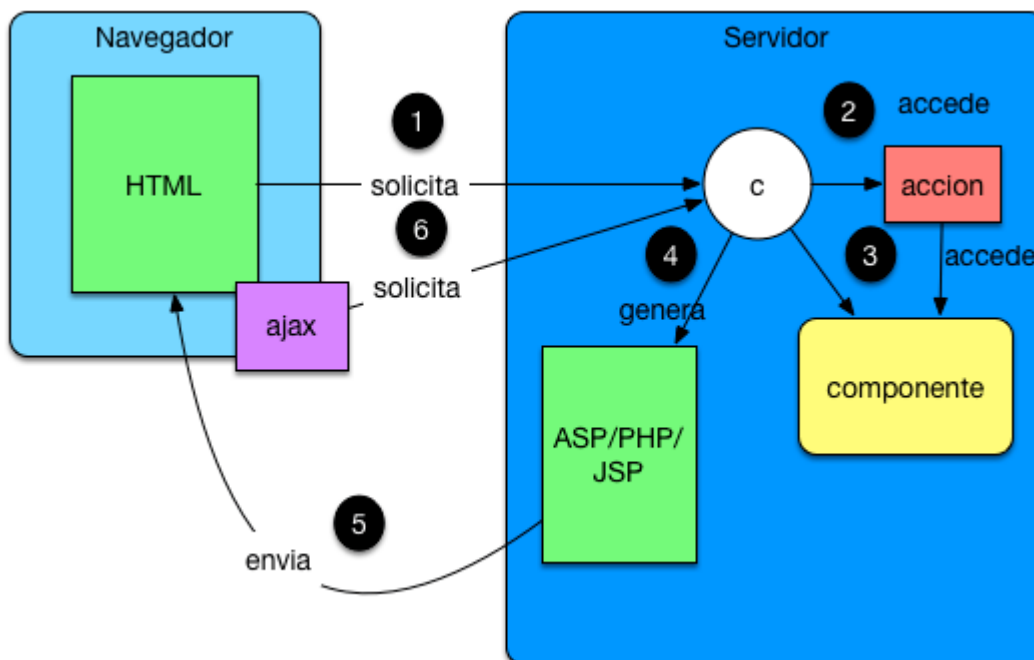 Navegador
Servidor
1
2
accede
HTML
solicita
c
accion
6
4
3
accede
solicita
genera
ajax
componente
ASP/PHP/
JSP
5
envia